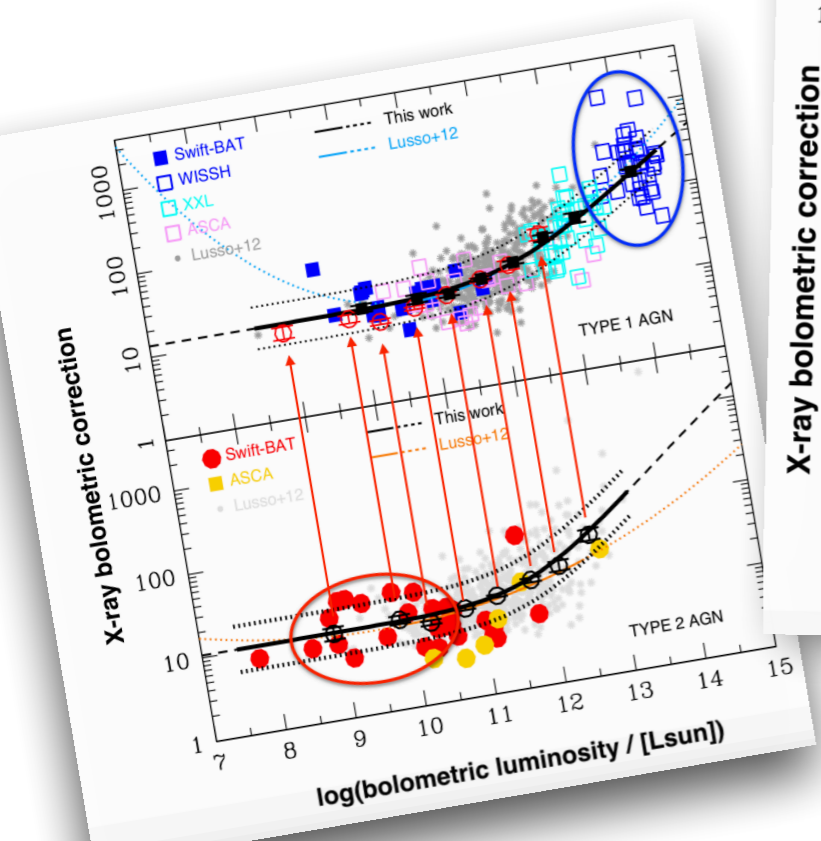 1000
100
10
1
Swift-BAT
WISSH
XXL
ASCA
Lusso+12
This work
Lusso+12
TYPE 1 AGN
X-ray bolometric correction
1000
100
10
1
Swift-BAT
ASCA
Lusso+12
This work
Lusso+12
TYPE 2 AGN
7 8 9 10 11 12 13 14 15
log(bolometric luminosity / [Lsun])
X-ray bolometric correction